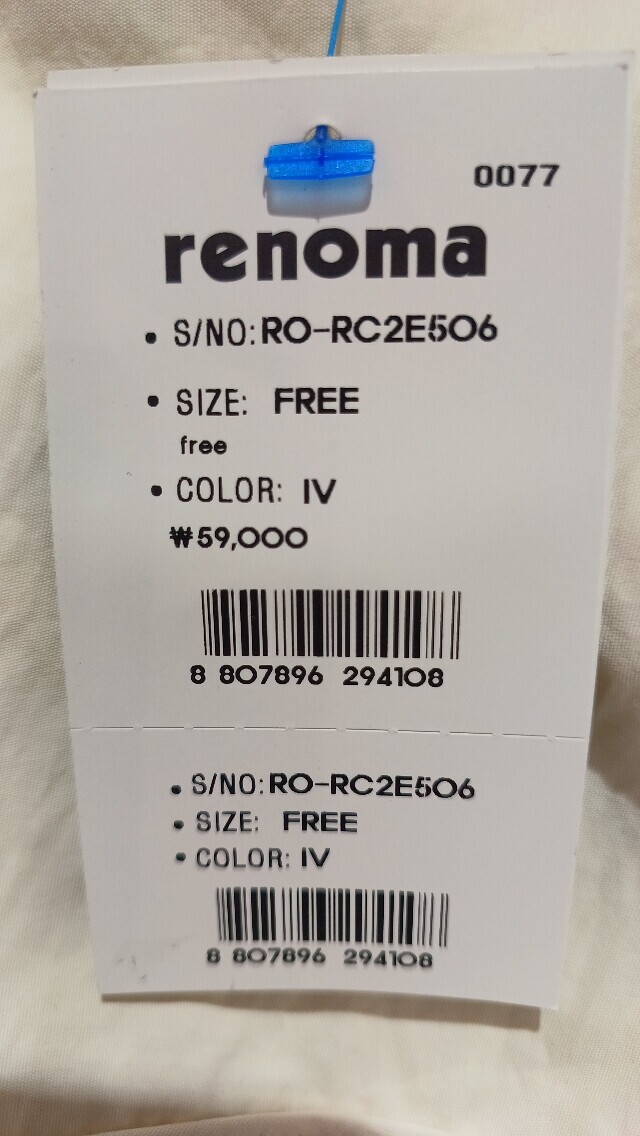 0077
renoma
• S/NO: RO-RC2E506
• SIZE: FREE
free
• COLOR: IV
₩59,000
8 807896 294108
• S/NO: RO-RC2E506
• SIZE: FREE
• COLOR: IV
8 807896 294108